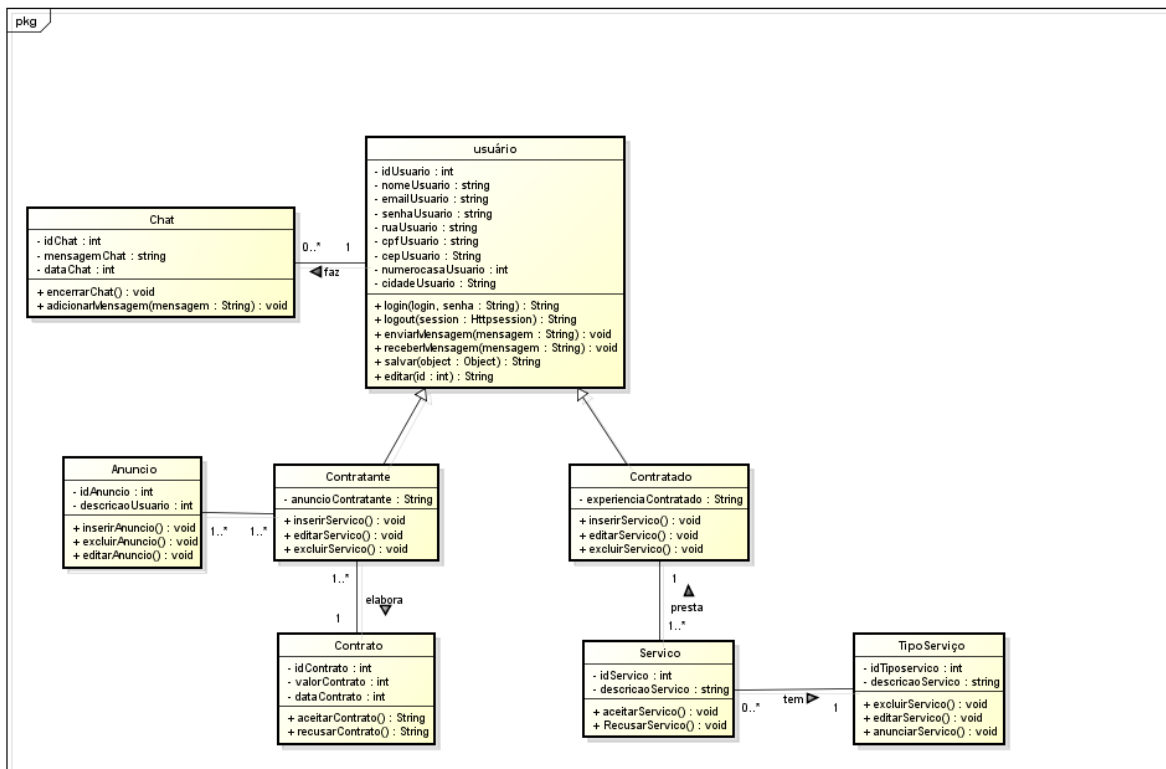 pkg
usuário
- idUsuario : int
- nomeUsuario : string
- emailUsuario : string
- senhaUsuario : string
- ruaUsuario : string
- cpfUsuario : string
- cepUsuario : String
- numerocasaUsuario : int
- cidadeUsuario : String
+ login(login, senha : String) : String
+ logout(session : Httpsession) : String
+ enviarMensagem(mensagem : String) : void
+ receberMensagem(mensagem : String) : void
+ salvar(object : Object) : String
+ editar(id : int) : String
Chat
- idChat : int
- mensagemChat : string
- dataChat : int
+ encerrarChat() : void
+ adicionarMensagem(mensagem : String) : void
0..* 1
faz
Anuncio
- idAnuncio : int
- descricaoUsuario : int
+ inserirAnuncio() : void
+ excluirAnuncio() : void
+ editarAnuncio() : void
1..* 1..*
Contratante
- anuncioContratante : String
+ inserirServico() : void
+ editarServico() : void
+ excluirServico() : void
Contratado
- experienciaContratado : String
+ inserirServico() : void
+ editarServico() : void
+ excluirServico() : void
1..*
elabora
1
1
presta
1..*
Contrato
- idContrato : int
- valorContrato : int
- dataContrato : int
+ aceitarContrato() : String
+ recusarContrato() : String
Servico
- idServico : int
- descricaoServico : string
+ aceitarServico() : void
+ RecusarServico() : void
0..* tem 1
TipoServiço
- idTiposervico : int
- descricaoServico : string
+ excluirServico() : void
+ editarServico() : void
+ anunciarServico() : void